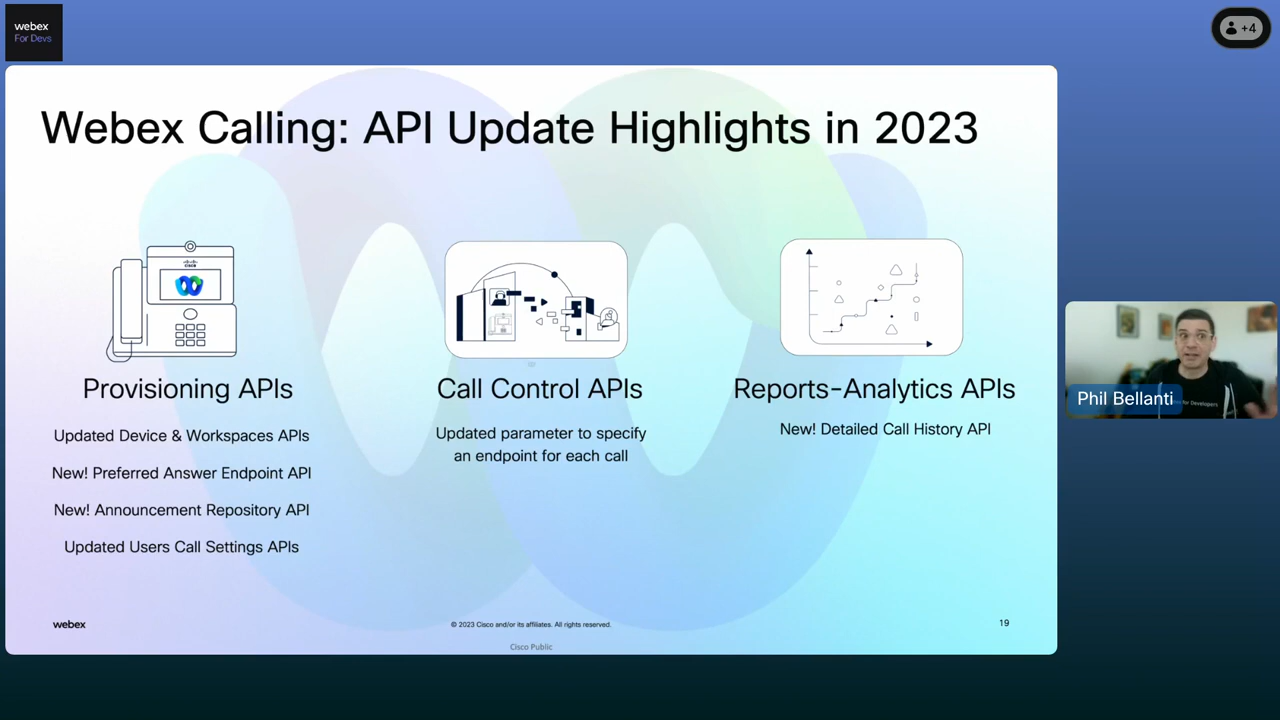 webex
For Devs
+4
Webex Calling: API Update Highlights in 2023
CISCO
Provisioning APIs
Updated Device & Workspaces APIs
New! Preferred Answer Endpoint API
New! Announcement Repository API
Updated Users Call Settings APIs
Call Control APIs
Updated parameter to specify
an endpoint for each call
Reports-Analytics APIs
New! Detailed Call History API
Phil Bellanti
for Developers
webex
© 2023 Cisco and/or its affiliates. All rights reserved.
19
Cisco Public